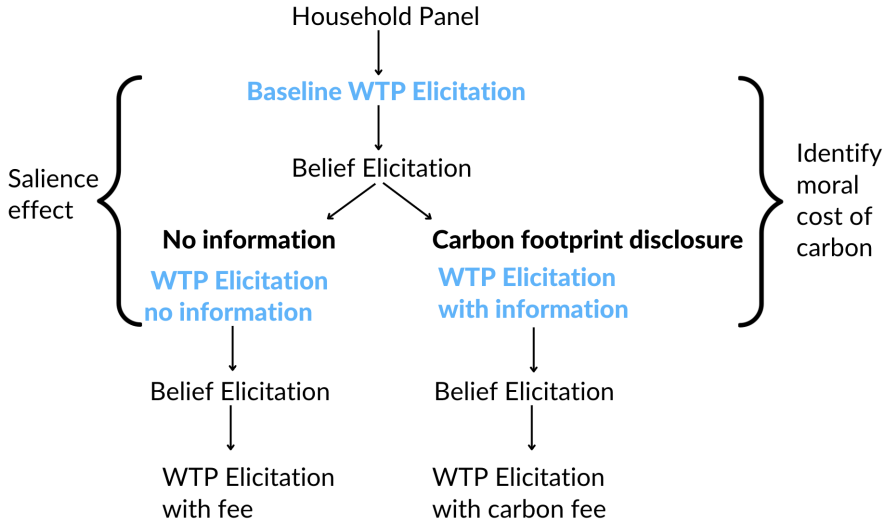 Household Panel
Baseline WTP Elicitation
Belief Elicitation
Salience
effect
Identify
moral
cost of
carbon
No information
WTP Elicitation
no information
Carbon footprint disclosure
WTP Elicitation
with information
Belief Elicitation
Belief Elicitation
WTP Elicitation
with fee
WTP Elicitation
with carbon fee